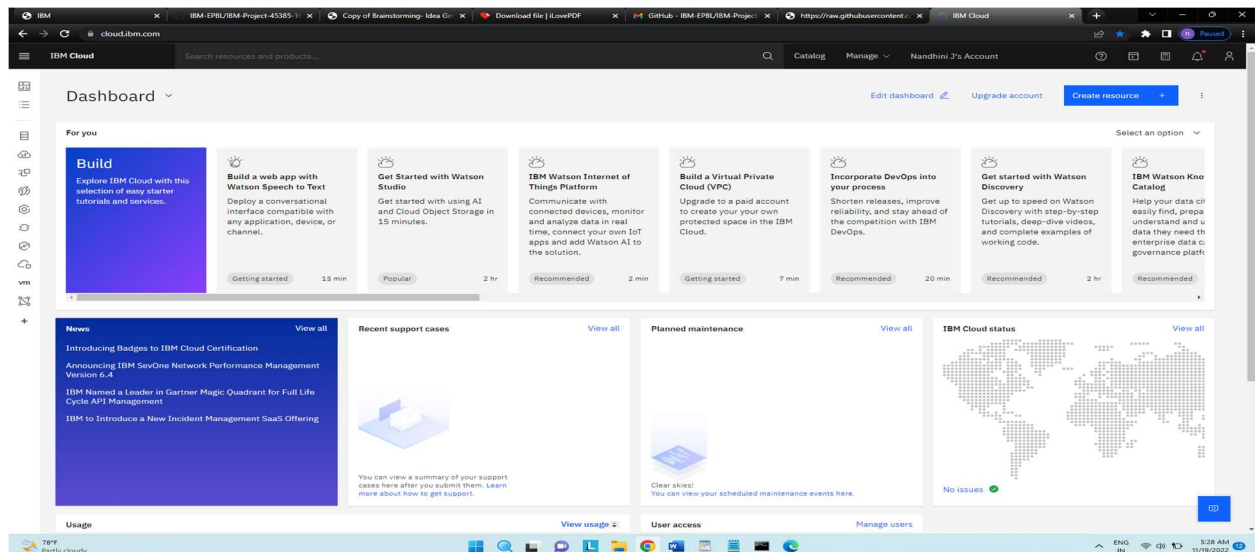 IBM
IBM-EPBL/IBM-Project-45385-1
Copy of Brainstorming- Idea Ge
Download file | iLovePDF
GitHub - IBM-EPBL/IBM-Project
https://raw.githubusercontent.c
IBM Cloud
cloud.ibm.com
n Paused
IBM Cloud
Search resources and products...
Catalog
Manage
Nandhini J's Account
Dashboard
Edit dashboard
Upgrade account
Create resource +
For you
Select an option
Build
Explore IBM Cloud with this
selection of easy starter
tutorials and services.
Build a web app with
Watson Speech to Text
Deploy a conversational
interface compatible with
any application, device, or
channel.
Getting started 15 min
Get Started with Watson
Studio
Get started with using AI
and Cloud Object Storage in
15 minutes.
Popular 2 hr
IBM Watson Internet of
Things Platform
Communicate with
connected devices, monitor
and analyze data in real
time, connect your own IoT
apps and add Watson AI to
the solution.
Recommended 2 min
Build a Virtual Private
Cloud (VPC)
Upgrade to a paid account
to create your your own
protected space in the IBM
Cloud.
Getting started 7 min
Incorporate DevOps into
your process
Shorten releases, improve
reliability, and stay ahead of
the competition with IBM
DevOps.
Recommended 20 min
Get started with Watson
Discovery
Get up to speed on Watson
Discovery with step-by-step
tutorials, deep-dive videos,
and complete examples of
working code.
Recommended 2 hr
IBM Watson Kno
Catalog
Help your data cit
easily find, prepa
understand and u
data they need th
enterprise data ca
governance platfo
Recommended
vm
News View all
Introducing Badges to IBM Cloud Certification
Announcing IBM SevOne Network Performance Management
Version 6.4
IBM Named a Leader in Gartner Magic Quadrant for Full Life
Cycle API Management
IBM to Introduce a New Incident Management SaaS Offering
Recent support cases View all
You can view a summary of your support
cases here after you submit them. Learn
more about how to get support.
Planned maintenance View all
Clear skies!
You can view your scheduled maintenance events here.
IBM Cloud status View all
No issues
Usage View usage
User access Manage users
78°F
Partly cloudy
ENG
IN
5:28 AM
11/19/2022
12